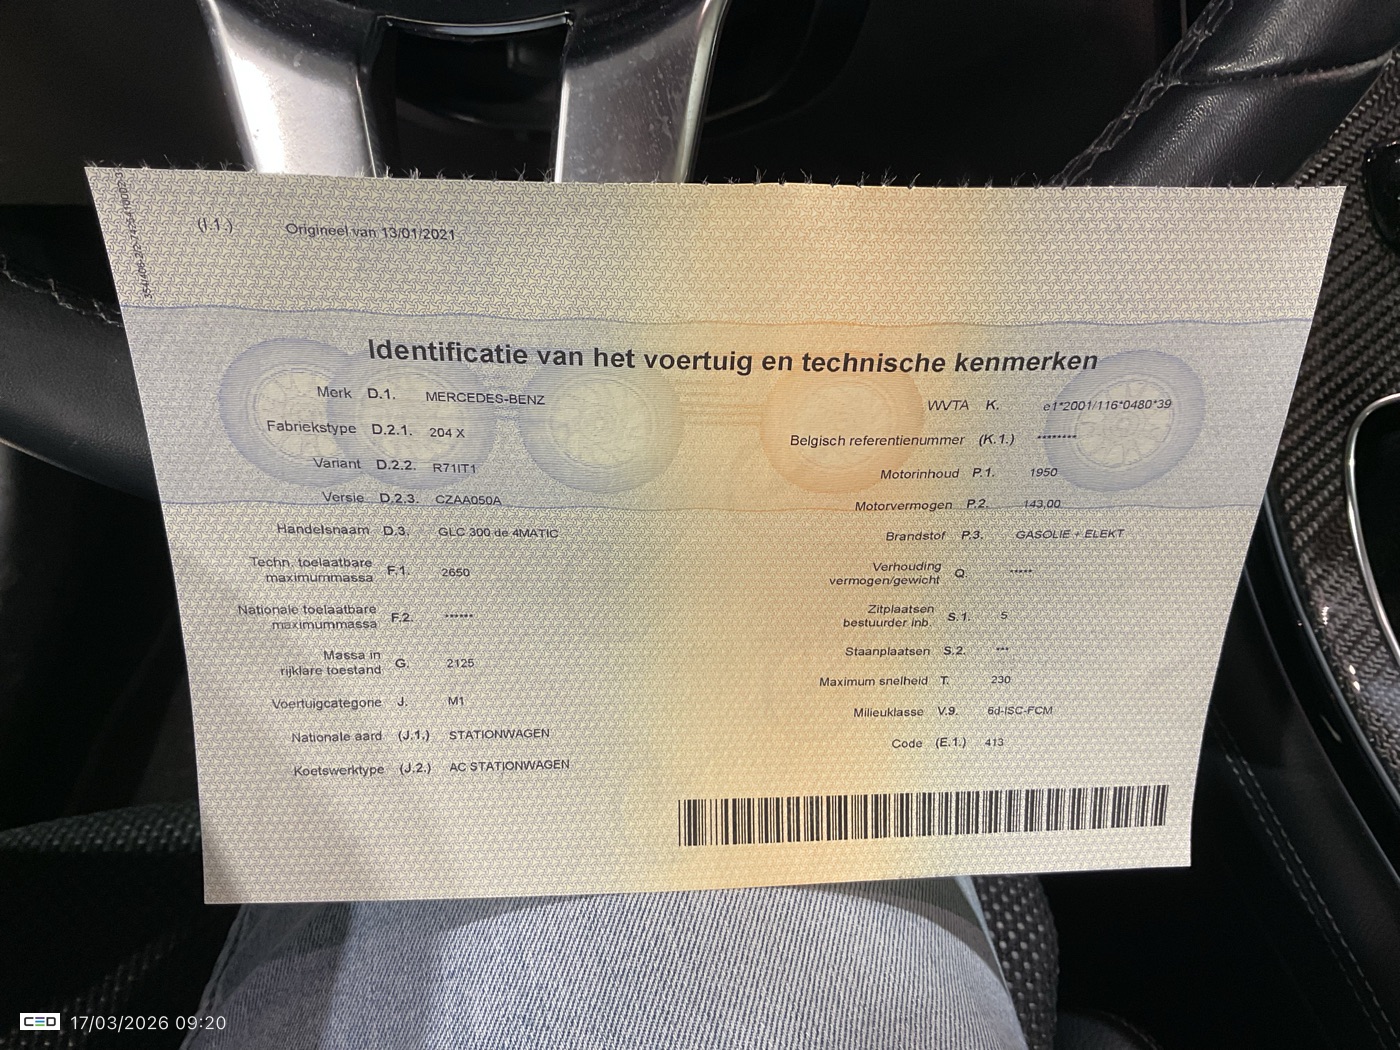 (I.1.) Origineel van 13/01/2021
Identificatie van het voertuig en technische kenmerken
Merk D.1. MERCEDES-BENZ
Fabriekstype D.2.1. 204 X
Variant D.2.2. R71IT1
Versie D.2.3. CZAA050A
Handelsnaam D.3. GLC 300 de 4MATIC
Techn. toelaatbare
maximummassa F.1. 2650
Nationale toelaatbare
maximummassa F.2. ******
Massa in
rijklare toestand G. 2125
Voertuigcategorie J. M1
Nationale aard (J.1.) STATIONWAGEN
Koetswerktype (J.2.) AC STATIONWAGEN
WVTA K. e1*2001/116*0480*39
Belgisch referentienummer (K.1.) ********
Motorinhoud P.1. 1950
Motorvermogen P.2. 143,00
Brandstof P.3. GASOLIE + ELEKT
Verhouding
vermogen/gewicht Q. *****
Zitplaatsen
bestuurder inb. S.1. 5
Staanplaatsen S.2. ***
Maximum snelheid T. 230
Milieuklasse V.9. 6d-ISC-FCM
Code (E.1.) 413
CED 17/03/2026 09:20